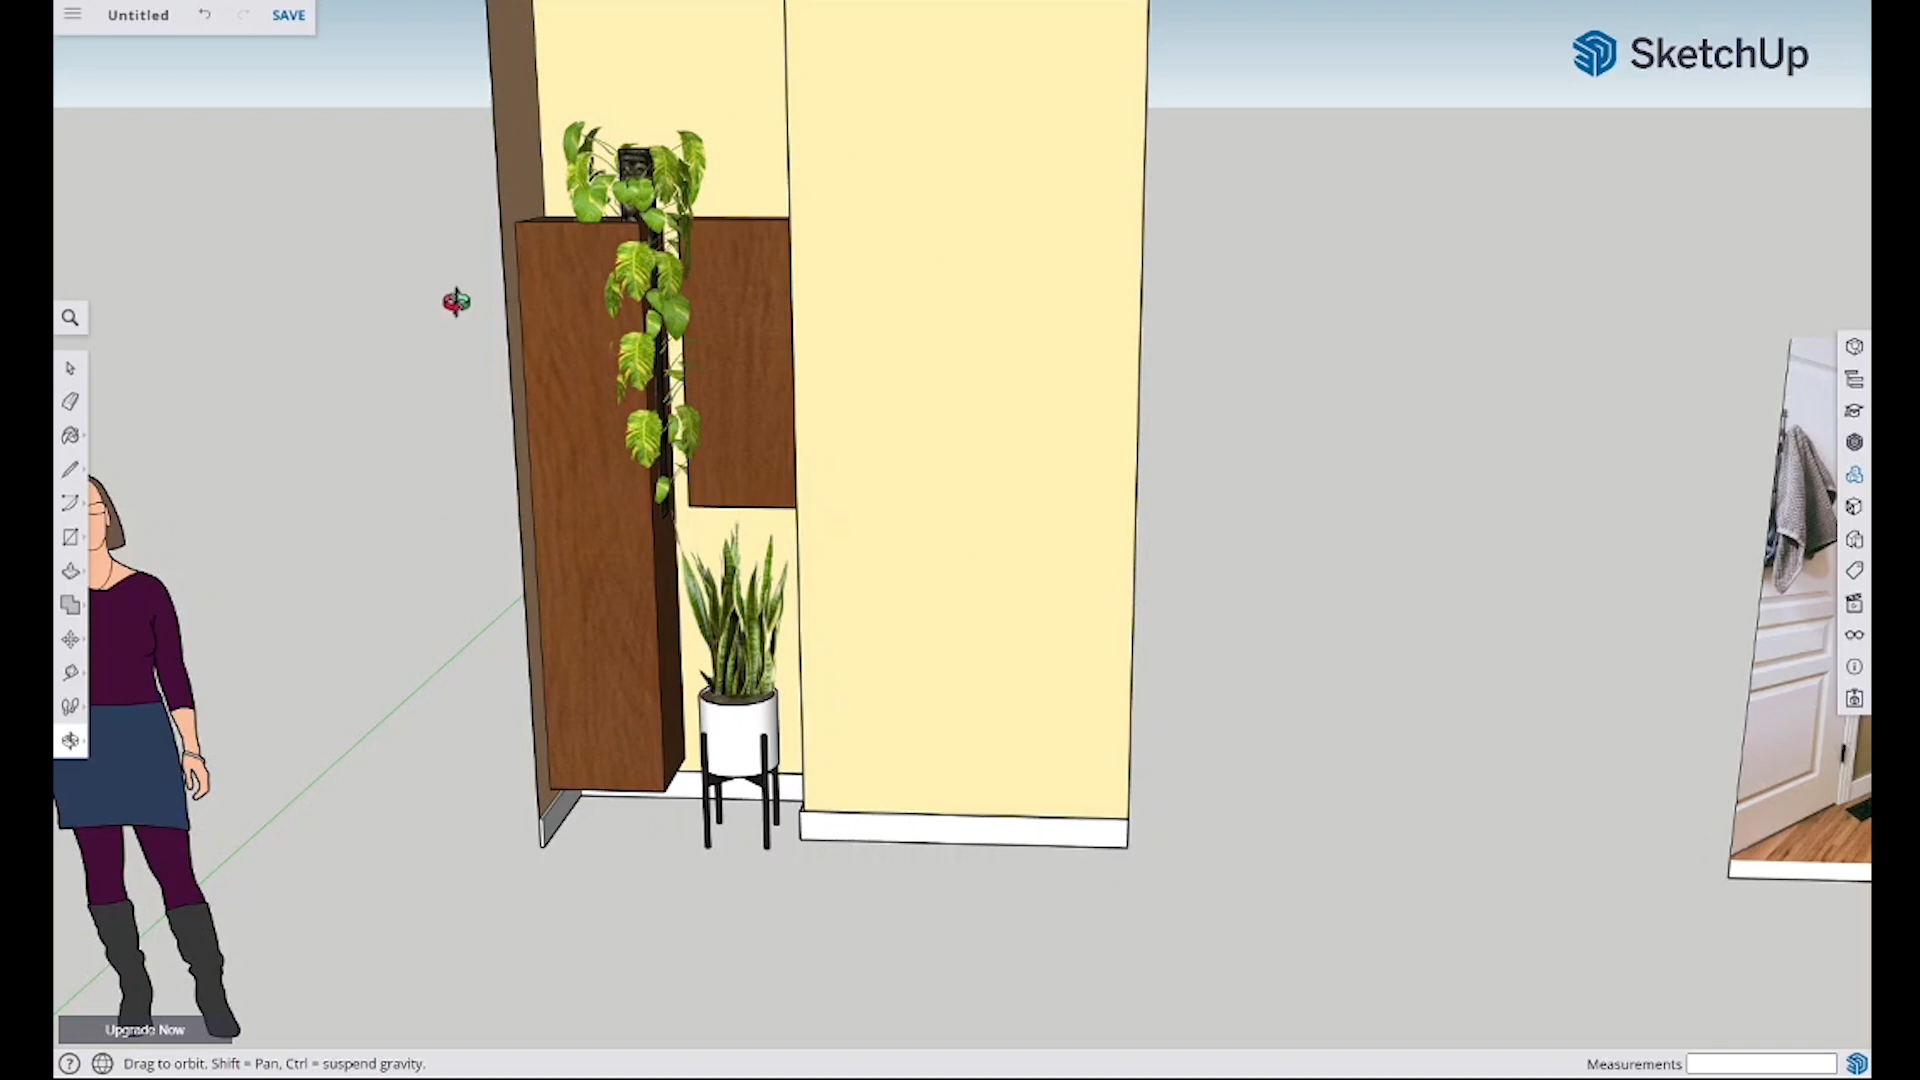 Untitled SAVE
SketchUp
Upgrade Now
Drag to orbit. Shift = Pan, Ctrl = suspend gravity. Measurements